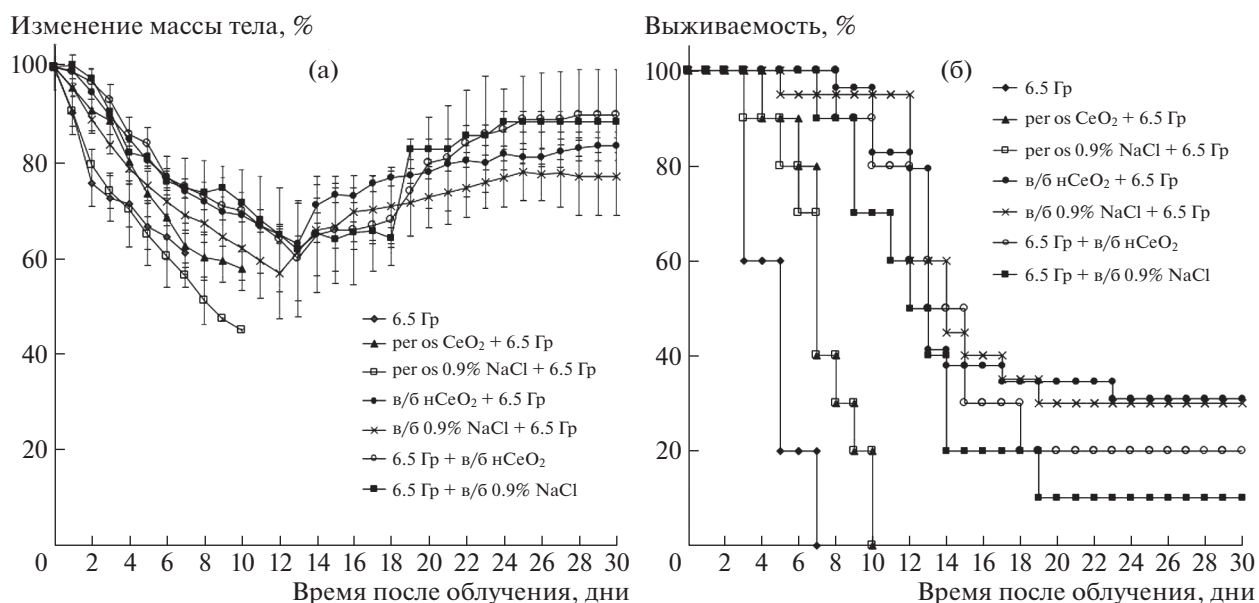 Изменение массы тела, %
(а)
100
80
60
40
20
0
2 4 6 8 10 12 14 16 18 20 22 24 26 28 30
Время после облучения, дни
6.5 Гр
per os CeO₂ + 6.5 Гр
per os 0.9% NaCl + 6.5 Гр
в/б нCeO₂ + 6.5 Гр
в/б 0.9% NaCl + 6.5 Гр
6.5 Гр + в/б нCeO₂
6.5 Гр + в/б 0.9% NaCl
Выживаемость, %
(б)
100
80
60
40
20
0
2 4 6 8 10 12 14 16 18 20 22 24 26 28 30
Время после облучения, дни
6.5 Гр
per os CeO₂ + 6.5 Гр
per os 0.9% NaCl + 6.5 Гр
в/б нCeO₂ + 6.5 Гр
в/б 0.9% NaCl + 6.5 Гр
6.5 Гр + в/б нCeO₂
6.5 Гр + в/б 0.9% NaCl